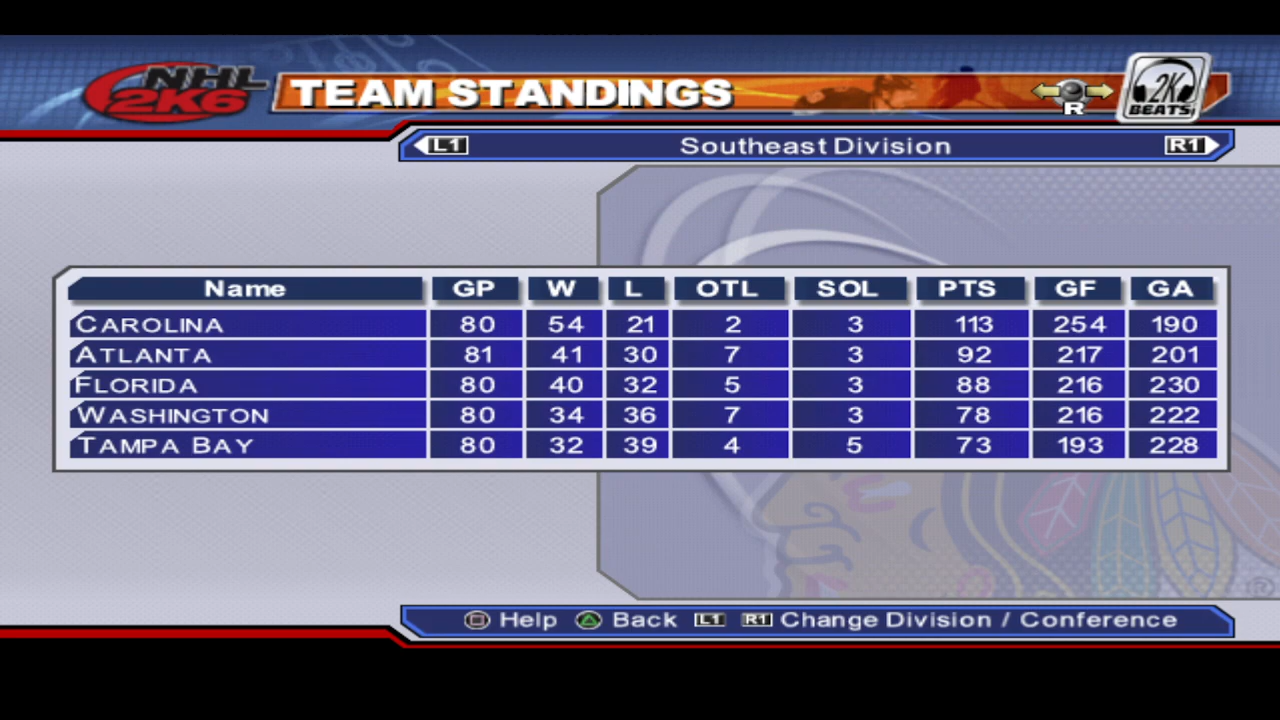 NHL 2K6 TEAM STANDINGS R 2K BEATS
L1 Southeast Division R1
Name GP W L OTL SOL PTS GF GA
CAROLINA 80 54 21 2 3 113 254 190
ATLANTA 81 41 30 7 3 92 217 201
FLORIDA 80 40 32 5 3 88 216 230
WASHINGTON 80 34 36 7 3 78 216 222
TAMPA BAY 80 32 39 4 5 73 193 228
®
Help Back L1 R1 Change Division / Conference